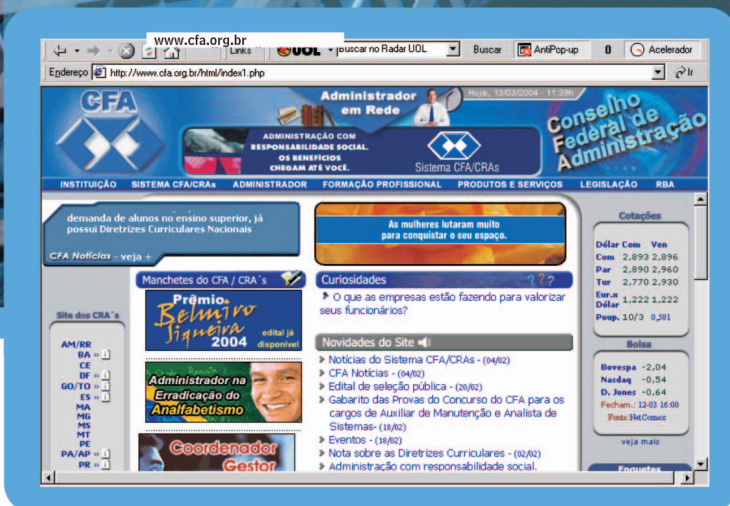 www.cfa.org.br
Links
UOL
Buscar no Radar UOL
Buscar
AntiPop-up
0
Acelerador
Endereço http://www.cfa.org.br/html/index1.php
Ir
CFA
Administrador
em Rede
Hoje, 13/03/2004 - 11:39h
Conselho
Federal de
Administração
ADMINISTRAÇÃO COM
RESPONSABILIDADE SOCIAL.
OS BENEFÍCIOS
CHEGAM ATÉ VOCÊ.
Sistema CFA/CRAs
INSTITUIÇÃO SISTEMA CFA/CRAs ADMINISTRADOR FORMAÇÃO PROFISSIONAL PRODUTOS E SERVIÇOS LEGISLAÇÃO RBA
demanda de alunos no ensino superior, já
possui Diretrizes Curriculares Nacionais
CFA Notícias - veja +
As mulheres lutaram muito
para conquistar o seu espaço.
Site dos CRA´s
AM/RR
BA »
CE
DF »
GO/TO »
ES »
MA
MG
MS
MT
PE
PA/AP »
PR »
Manchetes do CFA / CRA´s
Prêmio
Belmiro
Siqueira
2004
edital já
disponível
Administrador na
Erradicação do
Analfabetismo
Coordenador
Gestor
Curiosidades
???
O que as empresas estão fazendo para valorizar
seus funcionários?
Novidades do Site
Notícias do Sistema CFA/CRAs - (04/02)
CFA Notícias - (04/02)
Edital de seleção pública - (20/02)
Gabarito das Provas do Concurso do CFA para os
cargos de Auxiliar de Manutenção e Analista de
Sistemas- (18/02)
Eventos - (18/02)
Nota sobre as Diretrizes Curriculares - (02/02)
Administração com responsabilidade social.
Cotações
Dólar Com Ven
Com 2,893 2,896
Par 2,890 2,960
Tur 2,770 2,930
Eur.x
Dólar 1,222 1,222
Poup. 10/3 0,581
Bolsa
Bovespa -2,04
Nasdaq -0,54
D. Jones -0,64
Fecham.: 12-03 16:00
Fonte: NetComex
veja mais
Enquetes